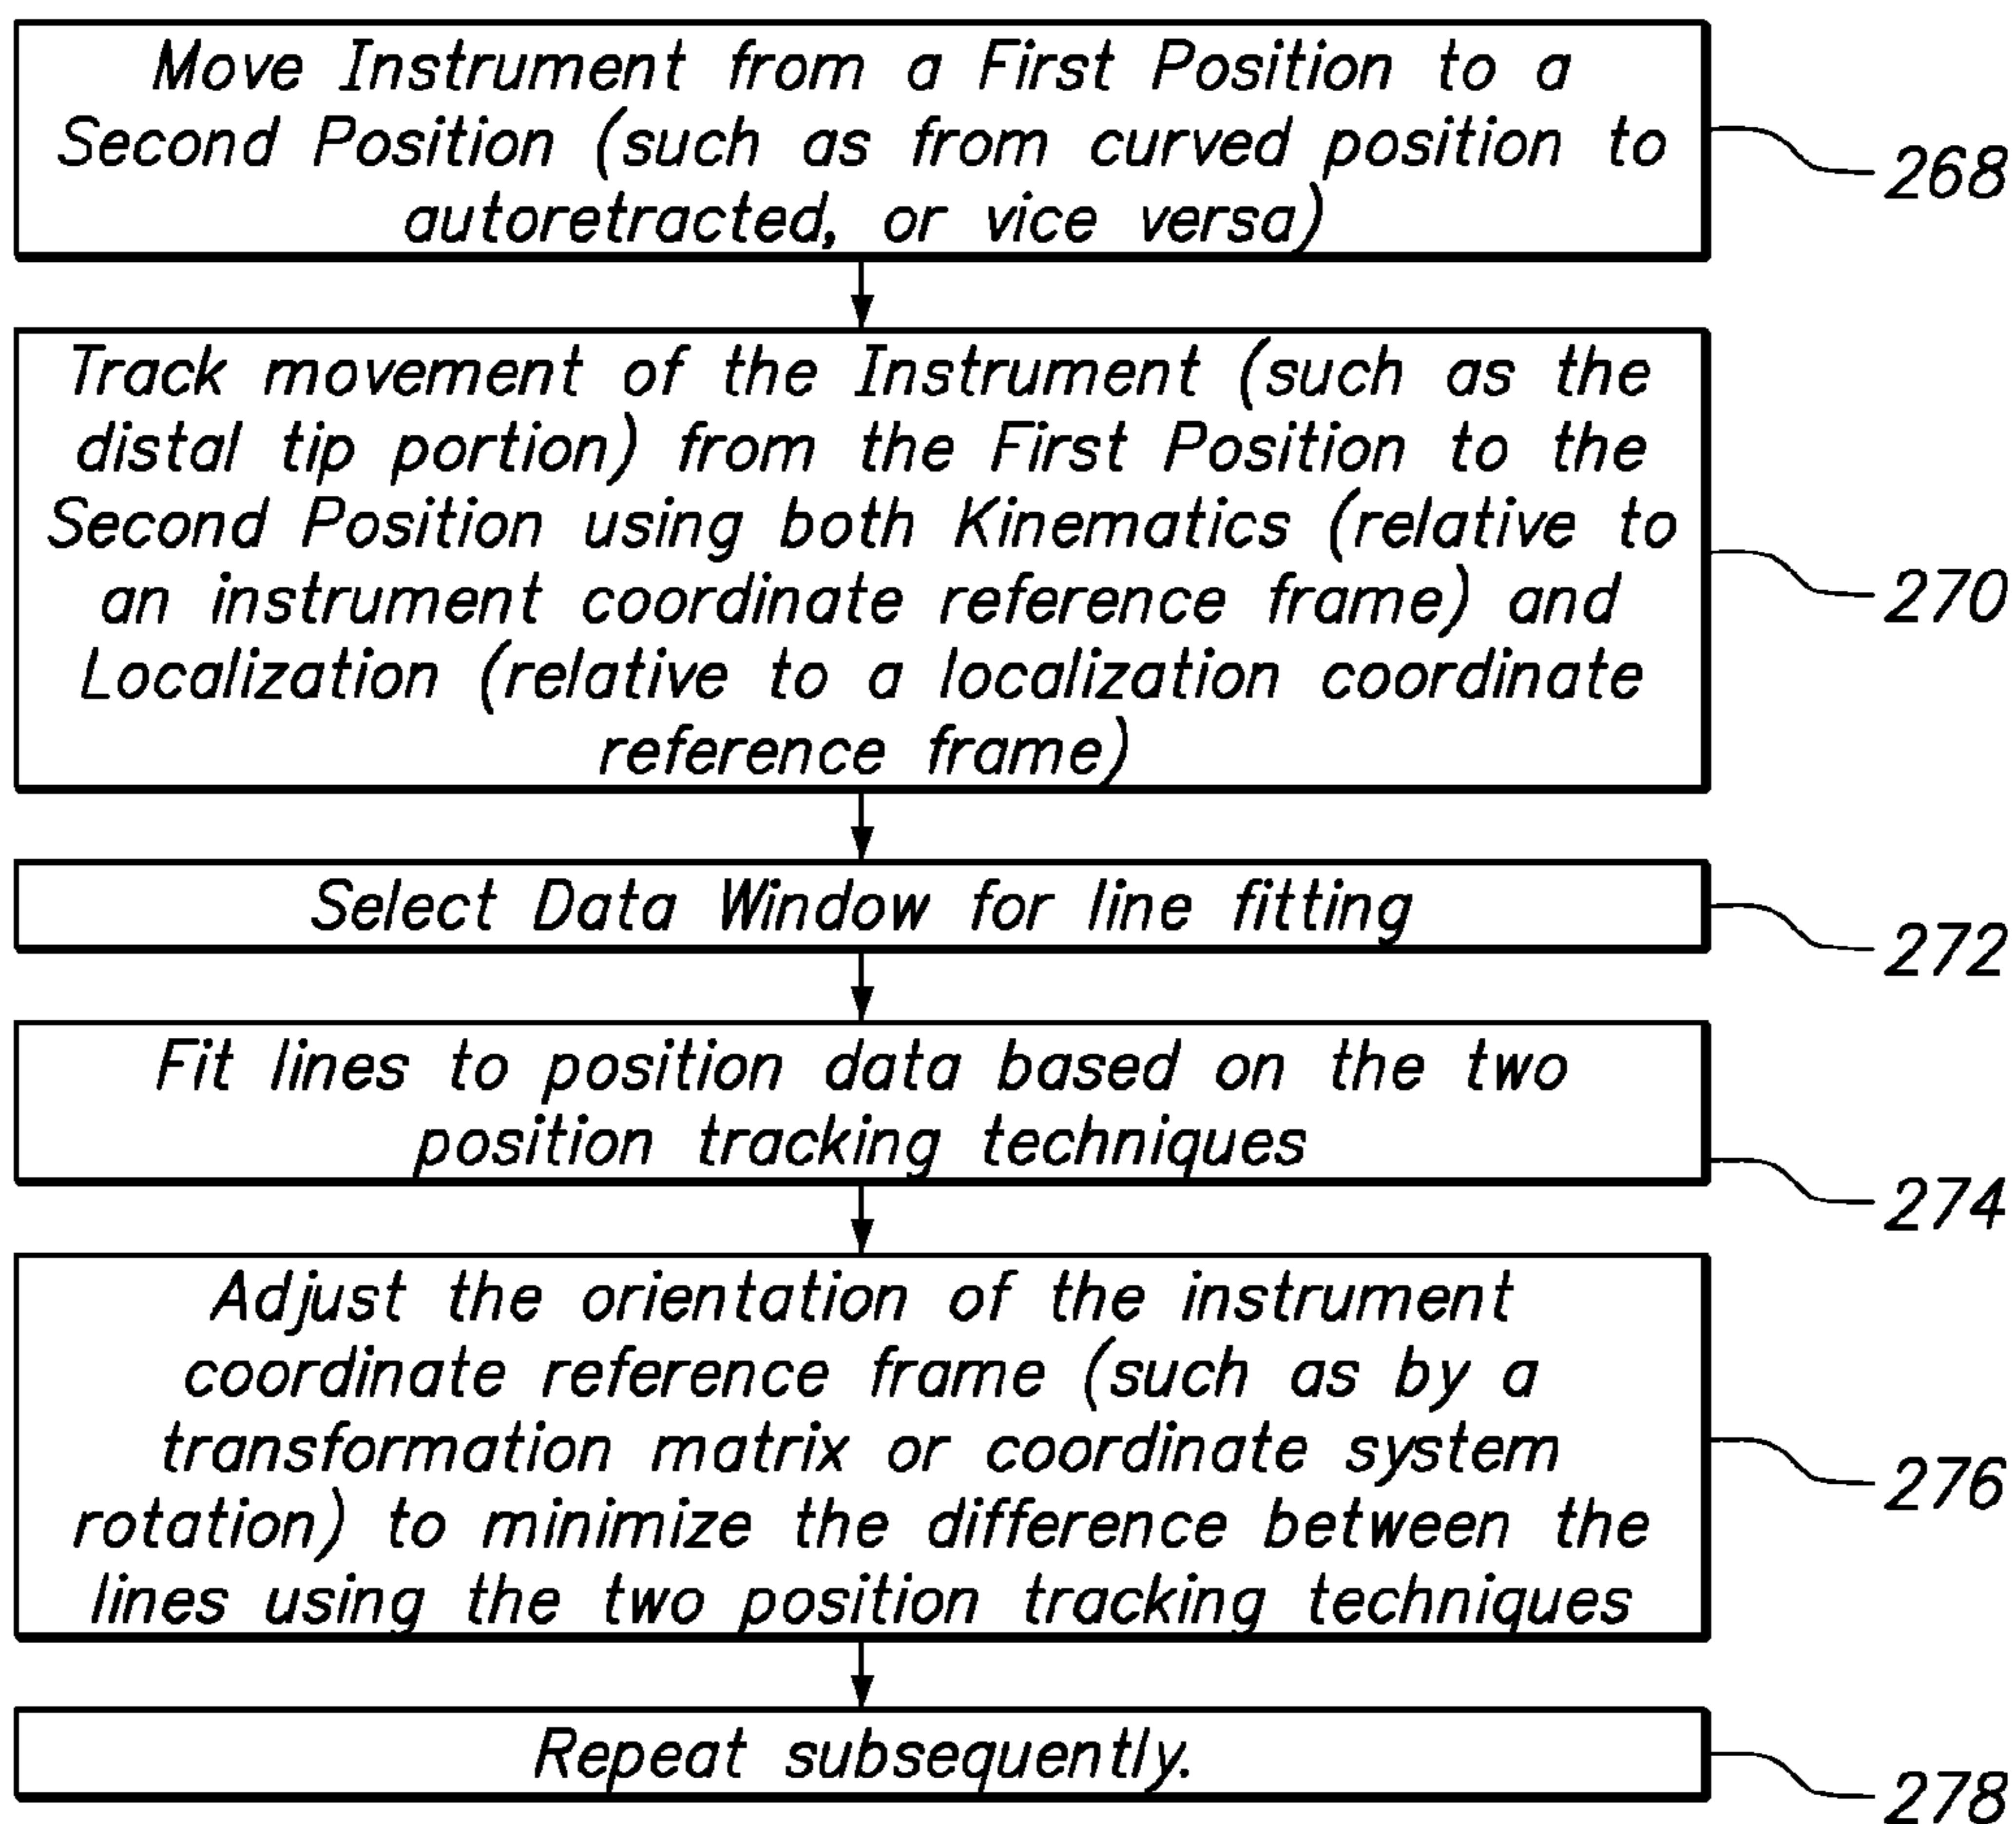 Move Instrument from a First Position to a
Second Position (such as from curved position to
autoretracted, or vice versa)
268
Track movement of the Instrument (such as the
distal tip portion) from the First Position to the
Second Position using both Kinematics (relative to
an instrument coordinate reference frame) and
Localization (relative to a localization coordinate
reference frame)
270
Select Data Window for line fitting
272
Fit lines to position data based on the two
position tracking techniques
274
Adjust the orientation of the instrument
coordinate reference frame (such as by a
transformation matrix or coordinate system
rotation) to minimize the difference between the
lines using the two position tracking techniques
276
Repeat subsequently.
278